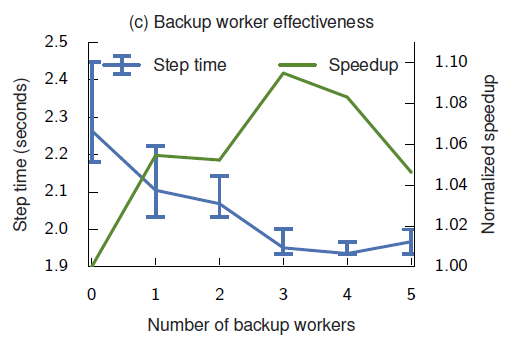 (c) Backup worker effectiveness
Step time
Speedup
Step time (seconds)
2.5
2.4
2.3
2.2
2.1
2.0
1.9
1.10
1.08
1.06
1.04
1.02
1.00
Normalized speedup
0 1 2 3 4 5
Number of backup workers